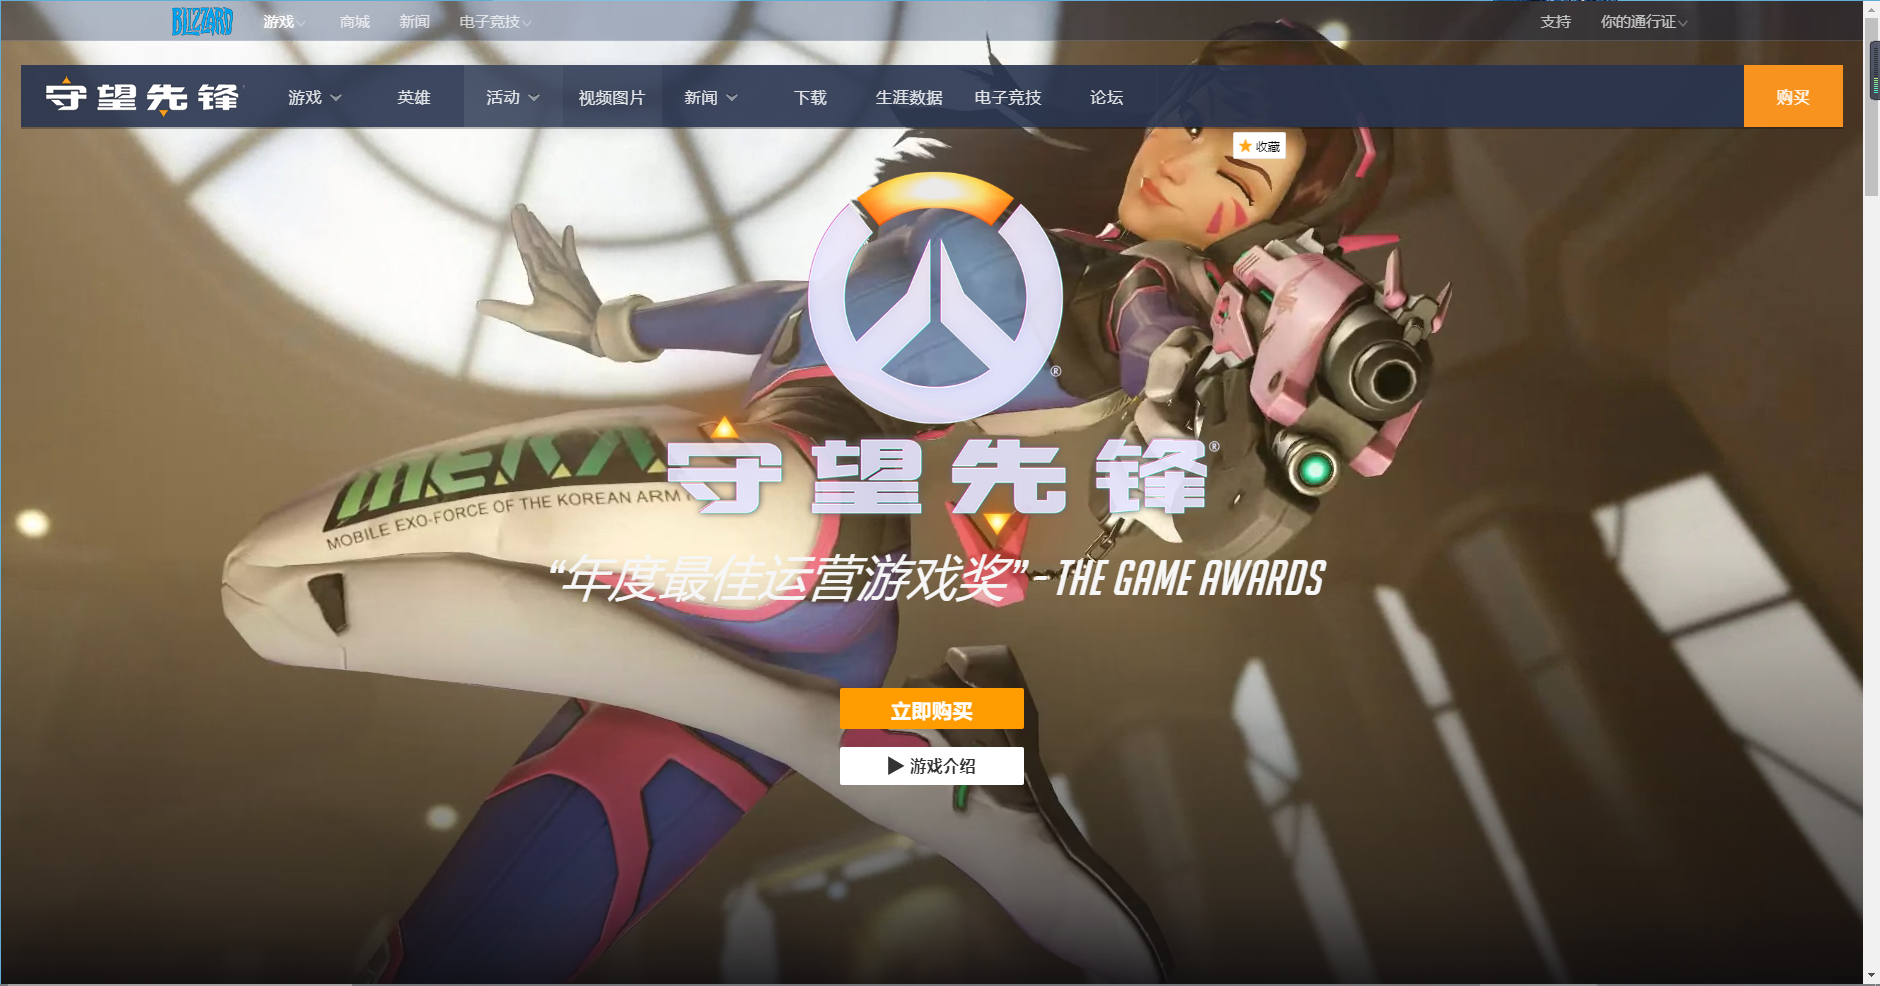 BLIZZARD 游戏 商城 新闻 电子竞技 支持 你的通行证
守望先锋 游戏 英雄 活动 视频图片 新闻 下载 生涯数据 电子竞技 论坛 购买
收藏
®
守望先锋®
MEKA
MOBILE EXO-FORCE OF THE KOREAN ARMY
“年度最佳运营游戏奖” – THE GAME AWARDS
立即购买
游戏介绍